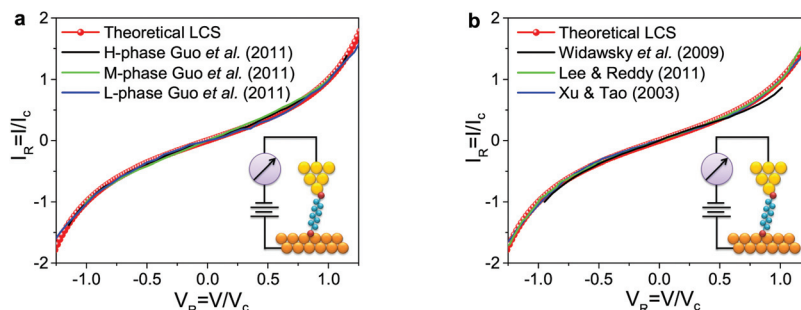 a
Theoretical LCS
H-phase Guo et al. (2011)
M-phase Guo et al. (2011)
L-phase Guo et al. (2011)
2
1
0
-1
-2
I_R=I/I_c
-1.0 -0.5 0.0 0.5 1.0
V_R=V/V_c
b
Theoretical LCS
Widawsky et al. (2009)
Lee & Reddy (2011)
Xu & Tao (2003)
2
1
0
-1
-2
I_R=I/I_c
-1.0 -0.5 0.0 0.5 1.0
V_R=V/V_c